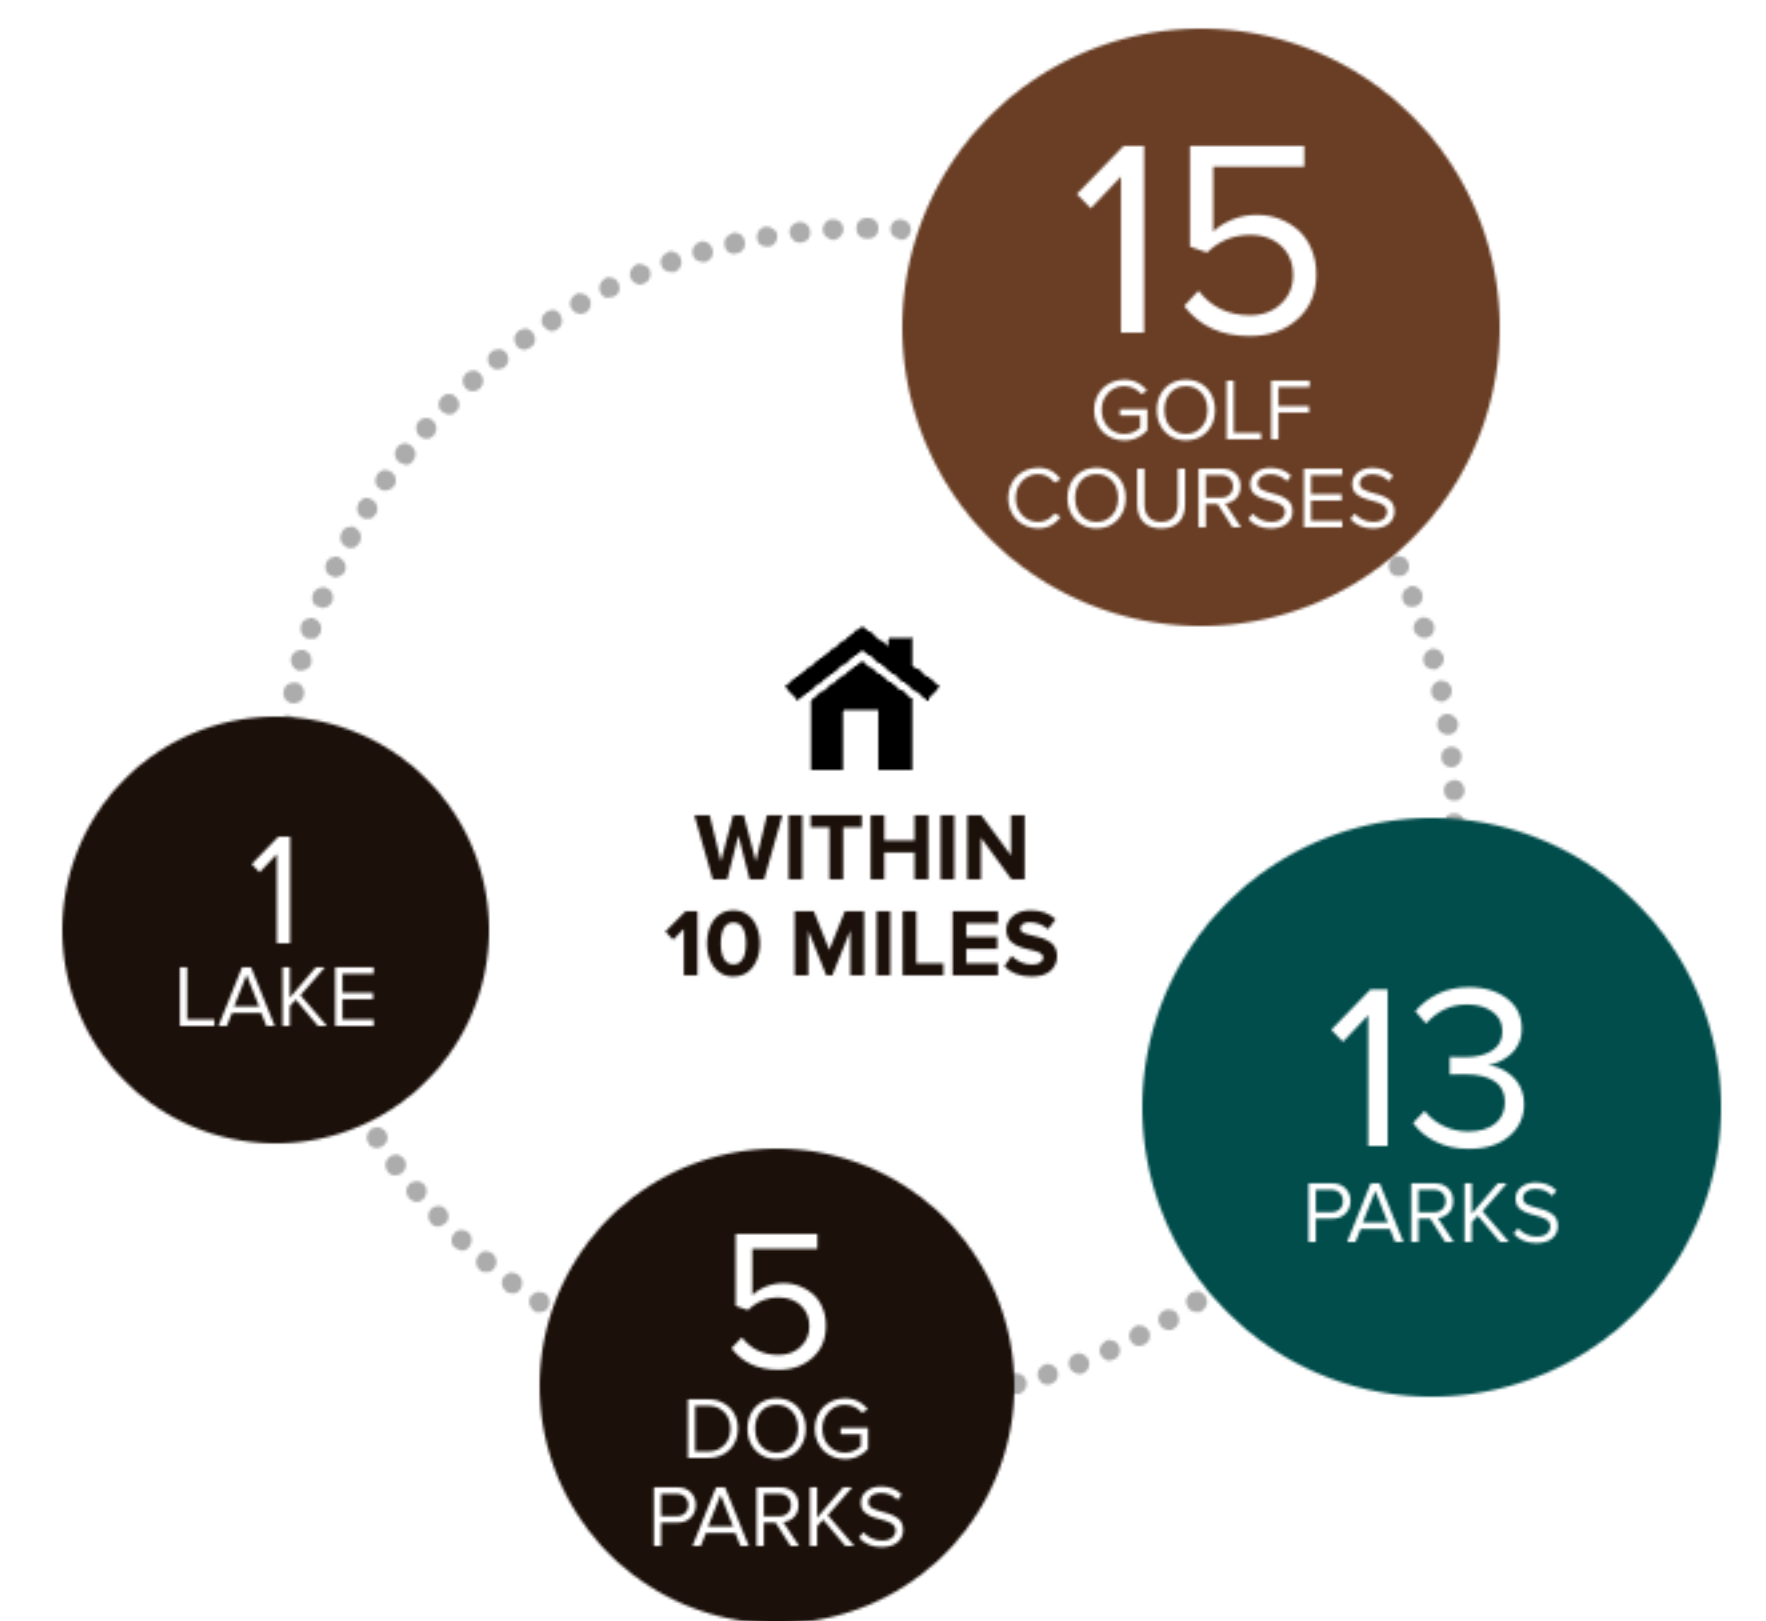 15
GOLF
COURSES
WITHIN
10 MILES
1
LAKE
13
PARKS
5
DOG
PARKS